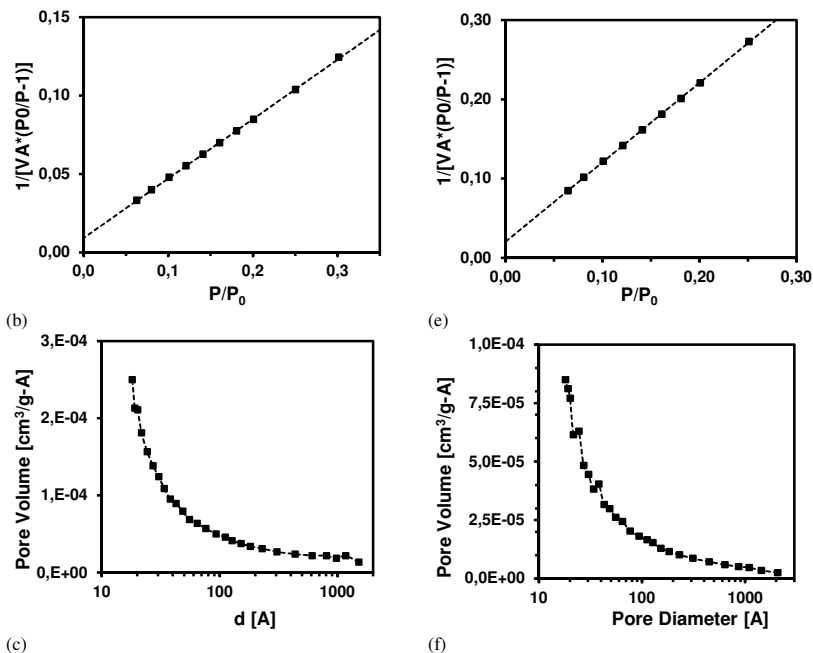 0,15
0,10
0,05
0,00
1/[VA*(P0/P-1)]
0,0 0,1 0,2 0,3
P/P0
(b)
0,30
0,20
0,10
0,00
1/[VA*(P0/P-1)]
0,00 0,10 0,20 0,30
P/P0
(e)
3,E-04
2,E-04
1,E-04
0,E+00
Pore Volume [cm3/g-A]
10 100 1000
d [A]
(c)
1,0E-04
7,5E-05
5,0E-05
2,5E-05
0,0E+00
Pore Volume [cm3/g-A]
10 100 1000
Pore Diameter [A]
(f)